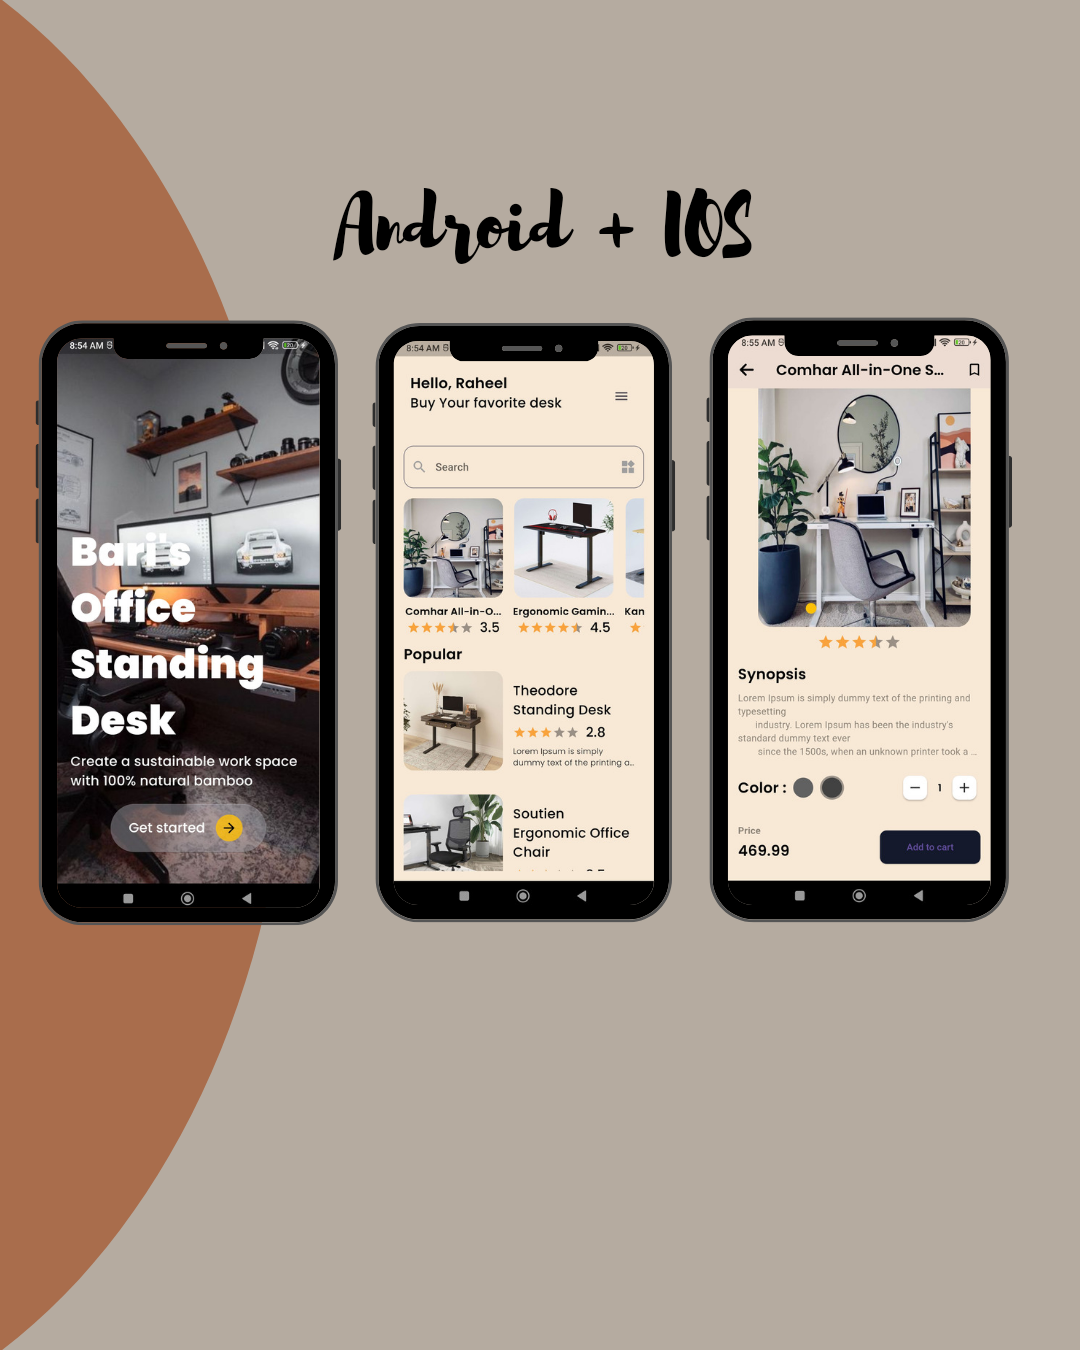 Android + IOS
8:54 AM
Bari's
Office
Standing
Desk
Create a sustainable work space
with 100% natural bamboo
Get started
8:54 AM
Hello, Raheel
Buy Your favorite desk
Search
Comhar All-in-O...
3.5
Ergonomic Gamin...
4.5
Kan
Popular
Theodore
Standing Desk
2.8
Lorem Ipsum is simply
dummy text of the printing a...
Soutien
Ergonomic Office
Chair
8:55 AM
Comhar All-in-One S...
Synopsis
Lorem Ipsum is simply dummy text of the printing and
typesetting
industry. Lorem Ipsum has been the industry's
standard dummy text ever
since the 1500s, when an unknown printer took a ...
Color :
1
Price
469.99
Add to cart